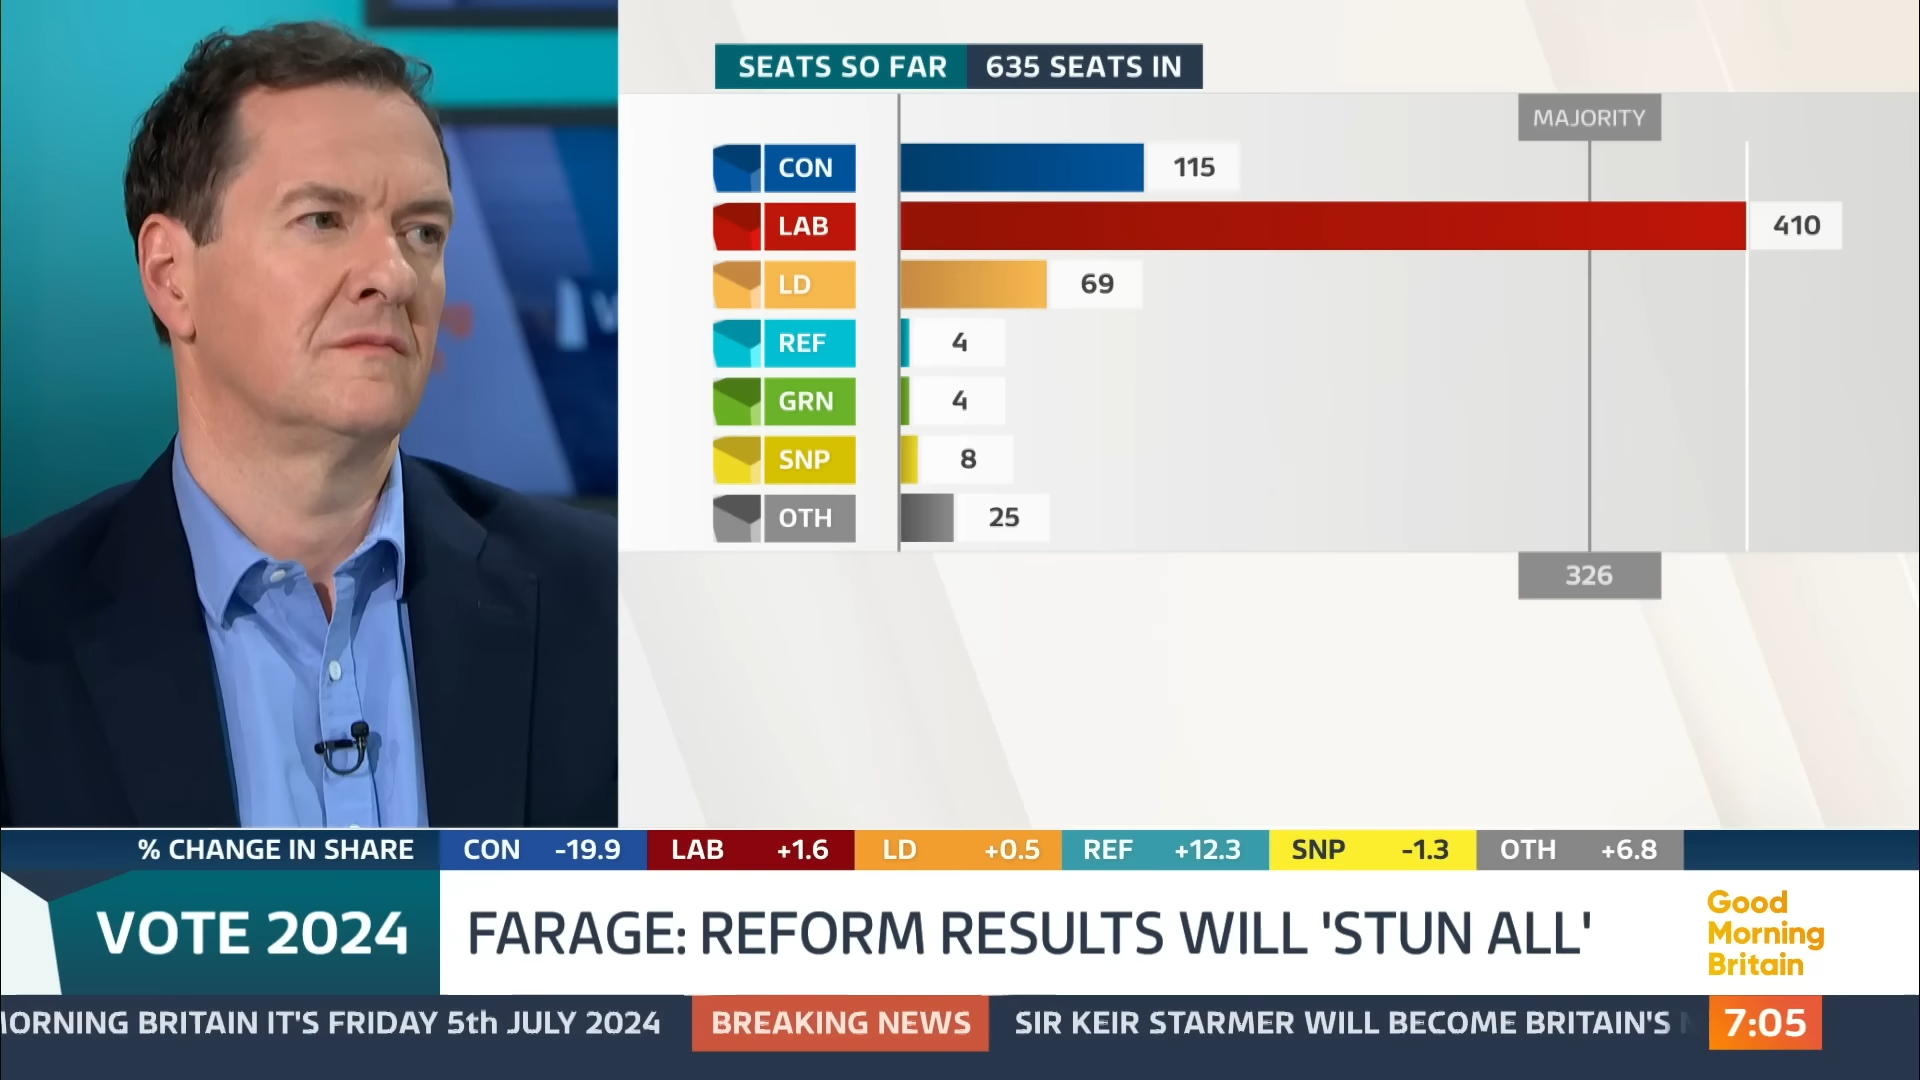 SEATS SO FAR 635 SEATS IN
MAJORITY
CON 115
LAB 410
LD 69
REF 4
GRN 4
SNP 8
OTH 25
326
% CHANGE IN SHARE CON -19.9 LAB +1.6 LD +0.5 REF +12.3 SNP -1.3 OTH +6.8
VOTE 2024 FARAGE: REFORM RESULTS WILL 'STUN ALL'
Good
Morning
Britain
MORNING BRITAIN IT'S FRIDAY 5th JULY 2024 BREAKING NEWS SIR KEIR STARMER WILL BECOME BRITAIN'S 7:05